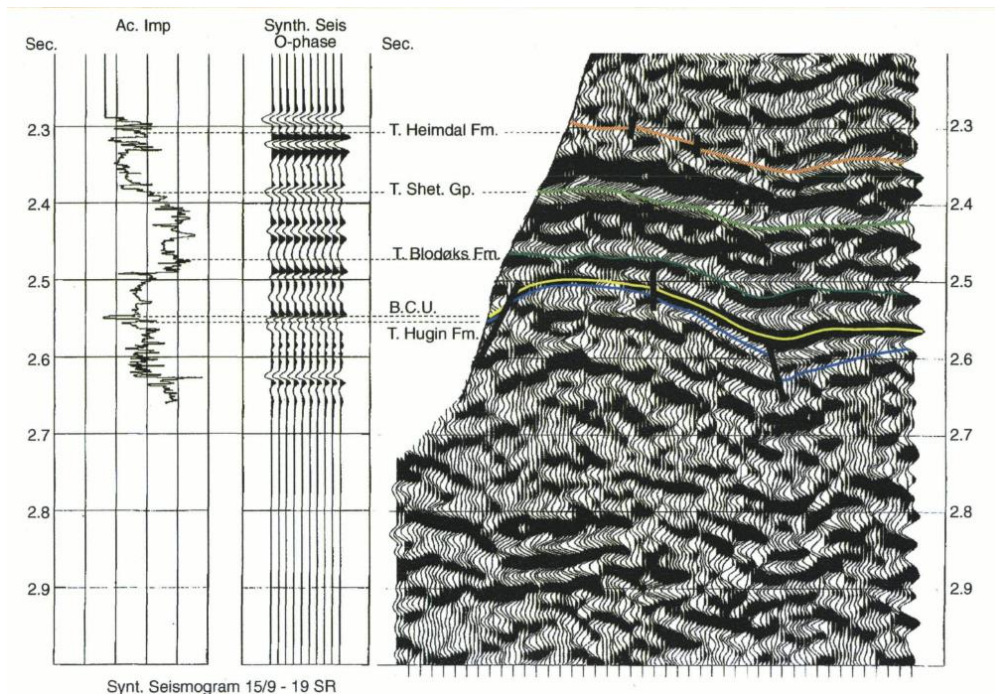 Ac. Imp
Synth. Seis
O-phase
Sec.
Sec.
2.3
2.4
2.5
2.6
2.7
2.8
2.9
T. Heimdal Fm.
T. Shet. Gp.
T. Blodøks Fm.
B.C.U.
T. Hugin Fm.
2.3
2.4
2.5
2.6
2.7
2.8
2.9
Synt. Seismogram 15/9 - 19 SR